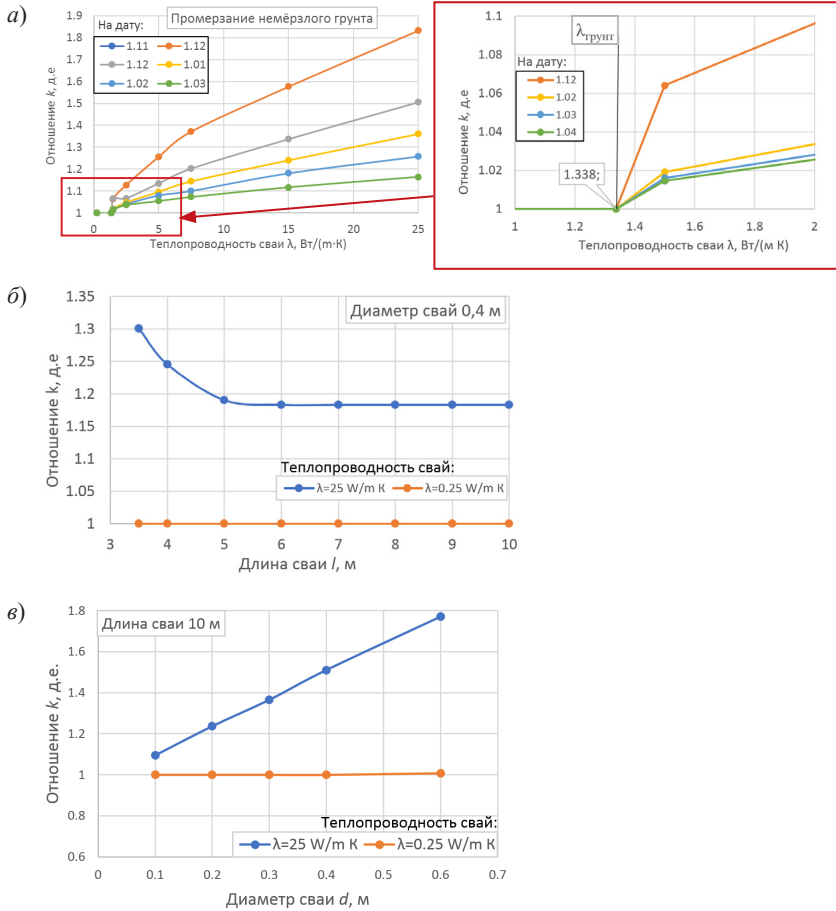 а)
Промерзание немёрзлого грунта
На дату:
1.11 1.12
1.12 1.01
1.02 1.03
Отношение k, д.е
1.9
1.8
1.7
1.6
1.5
1.4
1.3
1.2
1.1
1
0 5 10 15 20 25
Теплопроводность сваи λ, Вт/(m·K)
λгрунт
На дату:
1.12
1.02
1.03
1.04
1.338;
Отношение k, д.е
1.1
1.08
1.06
1.04
1.02
1
1 1.2 1.4 1.6 1.8 2
Теплопроводность сваи λ, Вт/(м К)
б)
Диаметр свай 0,4 м
Отношение k, д.е
1.35
1.3
1.25
1.2
1.15
1.1
1.05
1
Теплопроводность свай:
λ=25 W/m K λ=0.25 W/m K
3 4 5 6 7 8 9 10
Длина сваи l, м
в)
Длина сваи 10 м
Отношение k, д.е.
1.8
1.6
1.4
1.2
1
0.8
0.6
Теплопроводность свай:
λ=25 W/m K λ=0.25 W/m K
0 0.1 0.2 0.3 0.4 0.5 0.6 0.7
Диаметр сваи d, м